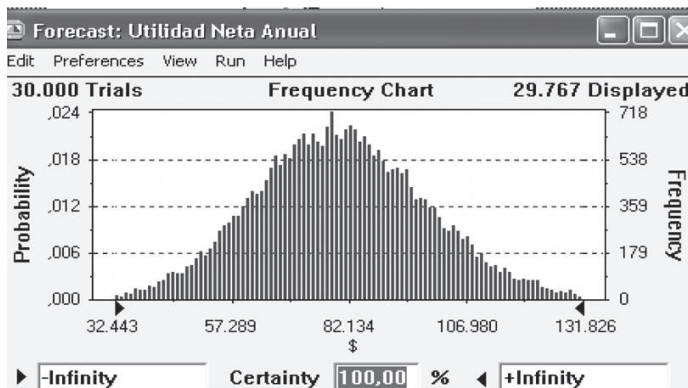 Forecast: Utilidad Neta Anual
Edit Preferences View Run Help
30.000 Trials Frequency Chart 29.767 Displayed
,024 718
,018 538
,012 359
,006 179
,000 0
Probability
Frequency
32.443 57.289 82.134 106.980 131.826
$
-Infinity Certainty 100,00 % +Infinity